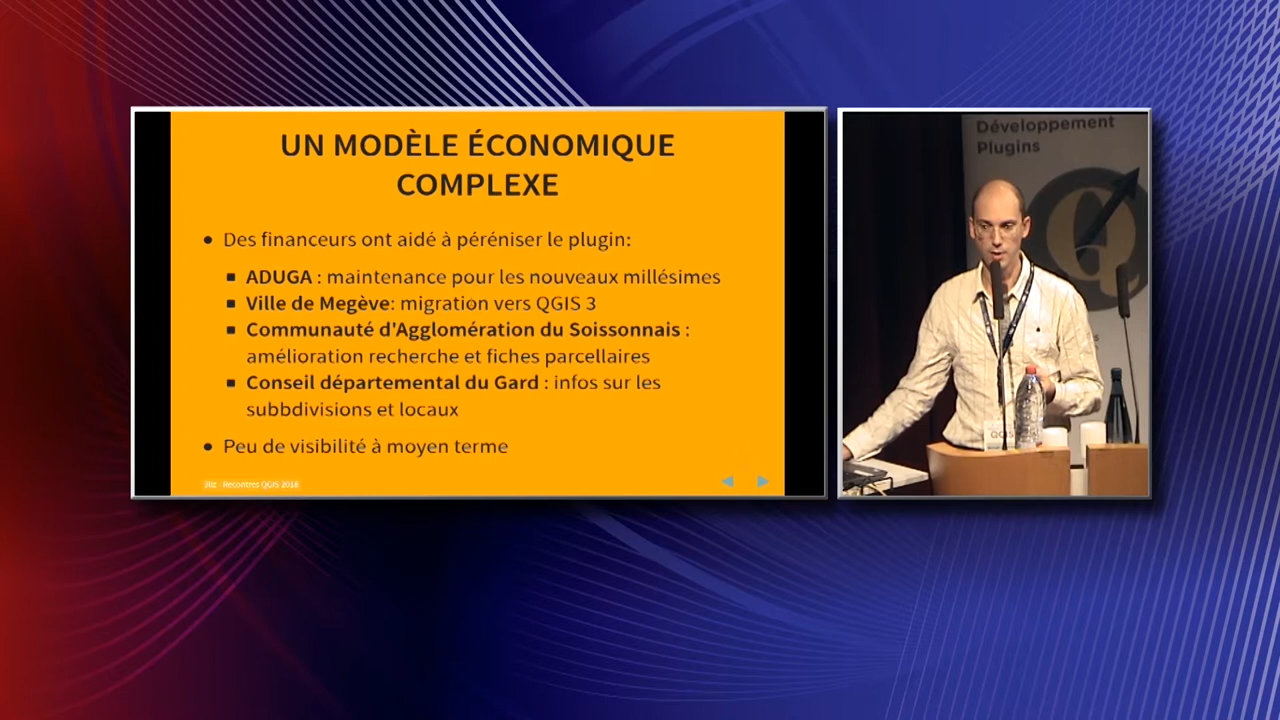 UN MODÈLE ÉCONOMIQUE
COMPLEXE
• Des financeurs ont aidé à péréniser le plugin:
▪ ADUGA : maintenance pour les nouveaux millésimes
▪ Ville de Megève: migration vers QGIS 3
▪ Communauté d'Agglomération du Soissonnais :
amélioration recherche et fiches parcellaires
▪ Conseil départemental du Gard : infos sur les
subbdivisions et locaux
• Peu de visibilité à moyen terme
3liz - Rencontres QGIS 2018
Développement
Plugins